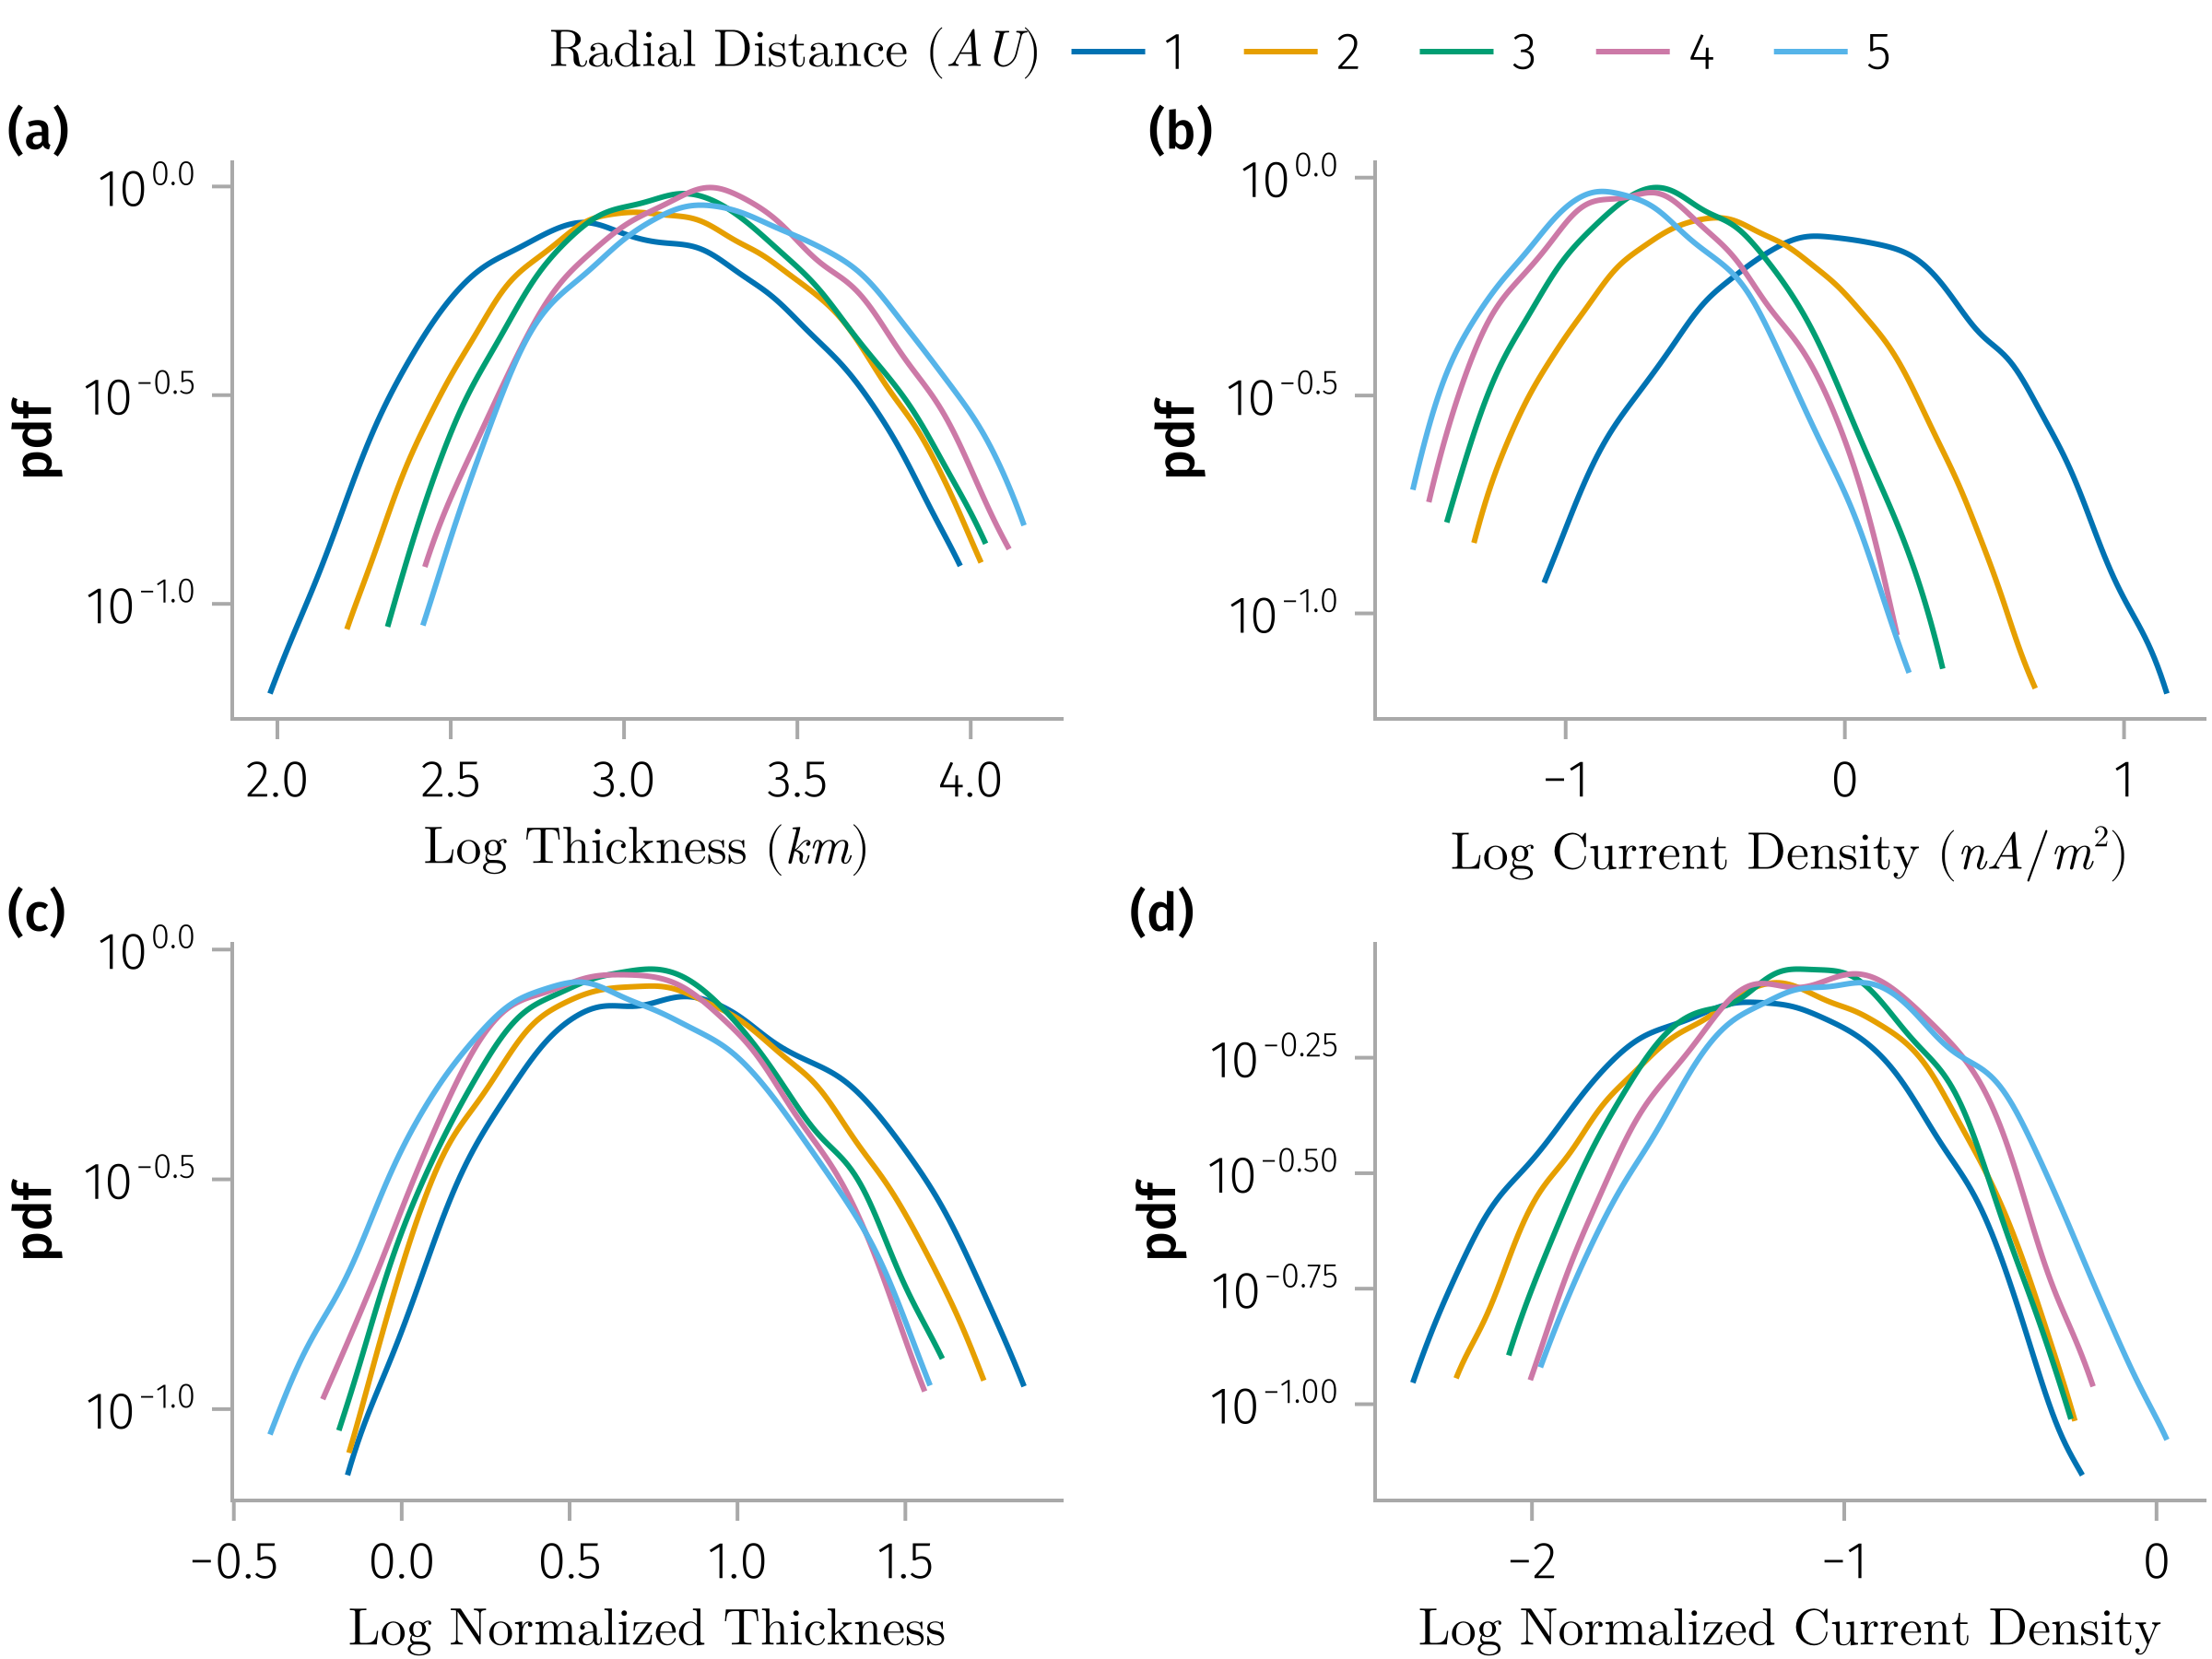 Radial Distance (AU) 1 2 3 4 5
(a) (b)
10^0.0
10^−0.5
10^−1.0
pdf
2.0 2.5 3.0 3.5 4.0
Log Thickness (km)
10^0.0
10^−0.5
10^−1.0
pdf
−1 0 1
Log Current Density (nA/m²)
(c) (d)
10^0.0
10^−0.5
10^−1.0
pdf
−0.5 0.0 0.5 1.0 1.5
Log Normalized Thickness
10^−0.25
10^−0.50
10^−0.75
10^−1.00
pdf
−2 −1 0
Log Normalized Current Density